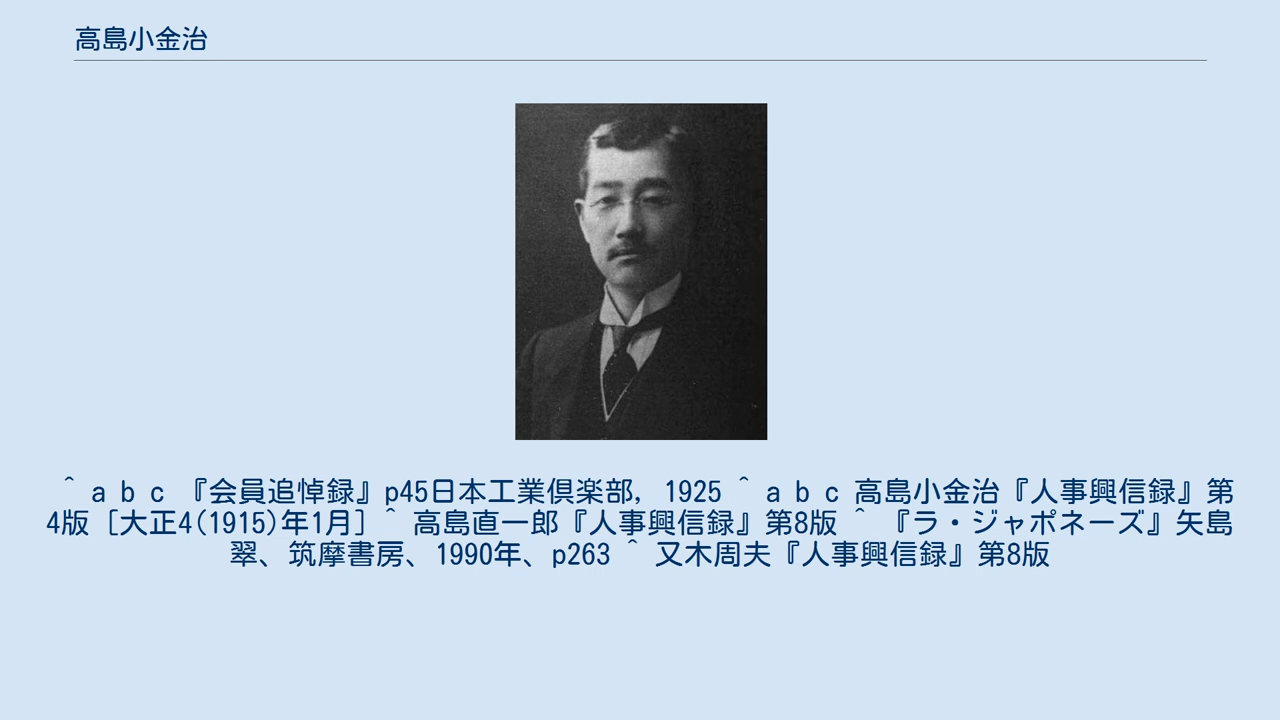 高島小金治
^ a b c 『会員追悼録』p45日本工業倶楽部, 1925 ^ a b c 高島小金治『人事興信録』第
4版 [大正4(1915)年1月] ^ 高島直一郎『人事興信録』第8版 ^ 『ラ・ジャポネーズ』矢島
翠、筑摩書房、1990年、p263 ^ 又木周夫『人事興信録』第8版